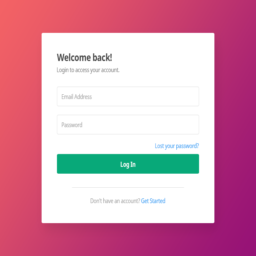 Welcome back!
Login to access your account.
Email Address
Password
Lost your password?
Log In
Don't have an account? Get Started